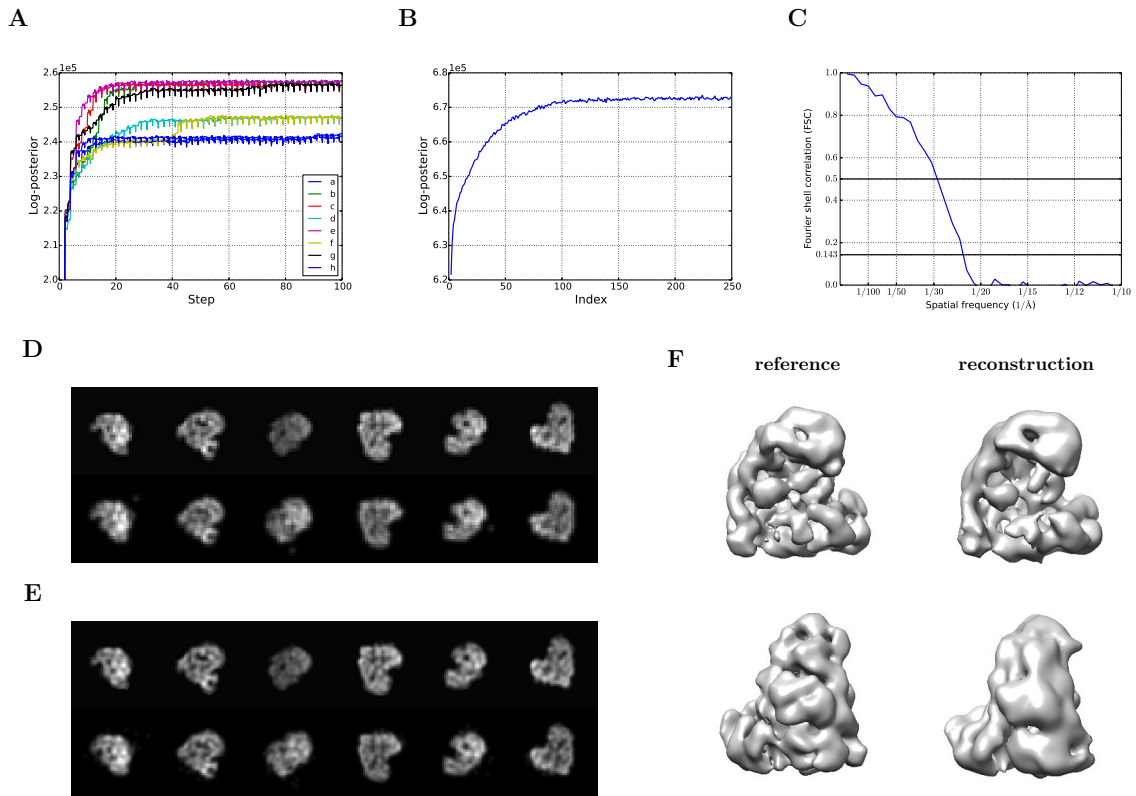 A
1e5
2.6
2.5
2.4
2.3
2.2
2.1
2.0
Log-posterior
0
20
40
60
80
100
Step
a
b
c
d
e
f
g
h
B
1e5
6.8
6.7
6.6
6.5
6.4
6.3
6.2
Log-posterior
0
50
100
150
200
250
Index
C
1.0
0.8
0.6
0.5
0.4
0.2
0.143
0.0
Fourier shell correlation (FSC)
1/100
1/50
1/30
1/20
1/15
1/12
1/10
Spatial frequency (1/Å)
D
E
F
reference
reconstruction